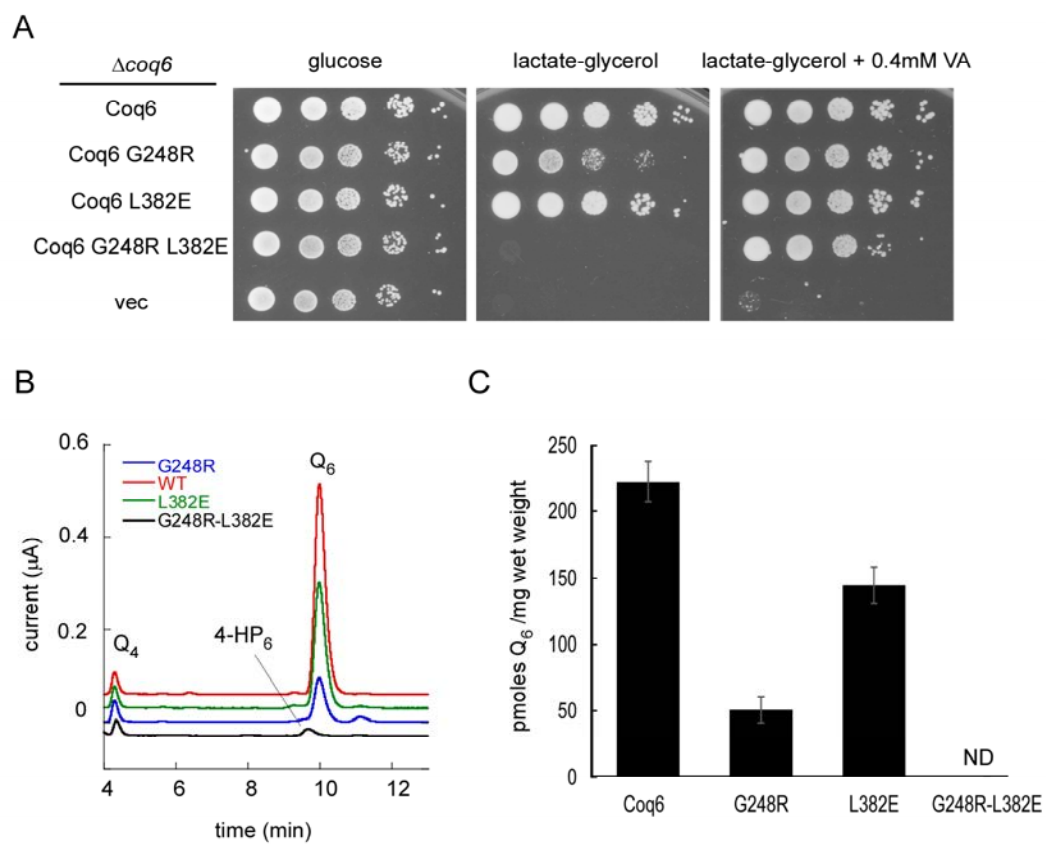 A
Δcoq6
glucose
lactate-glycerol
lactate-glycerol + 0.4mM VA
Coq6
Coq6 G248R
Coq6 L382E
Coq6 G248R L382E
vec
B
0.6
0.4
0.2
0
current (μA)
G248R
WT
L382E
G248R-L382E
Q4
4-HP6
Q6
4
6
8
10
12
time (min)
C
250
200
150
100
50
0
pmoles Q6 /mg wet weight
ND
Coq6
G248R
L382E
G248R-L382E